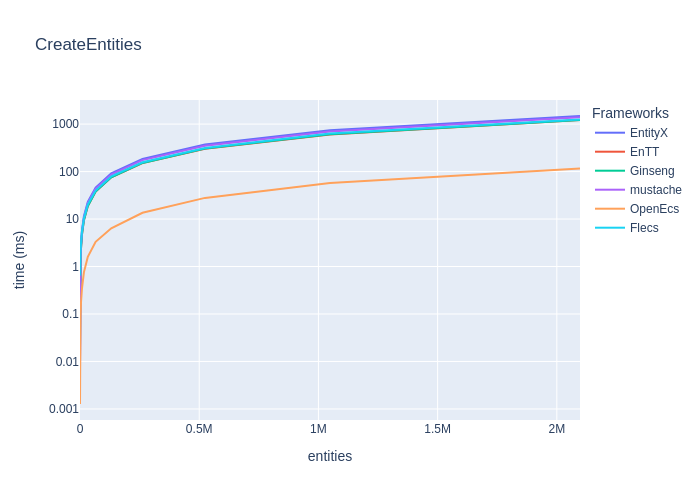 CreateEntities
time (ms)
1000
100
10
1
0.1
0.01
0.001
0
0.5M
1M
1.5M
2M
entities
Frameworks
EntityX
EnTT
Ginseng
mustache
OpenEcs
Flecs